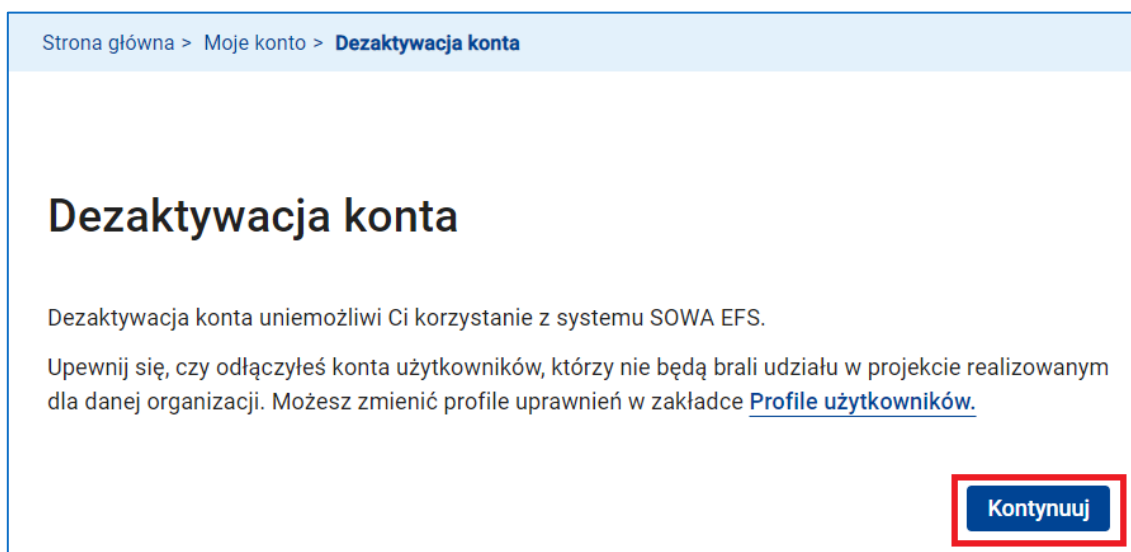 Strona główna > Moje konto > Dezaktywacja konta
Dezaktywacja konta
Dezaktywacja konta uniemożliwi Ci korzystanie z systemu SOWA EFS.
Upewnij się, czy odłączyłeś konta użytkowników, którzy nie będą brali udziału w projekcie realizowanym
dla danej organizacji. Możesz zmienić profile uprawnień w zakładce Profile użytkowników.
Kontynuuj